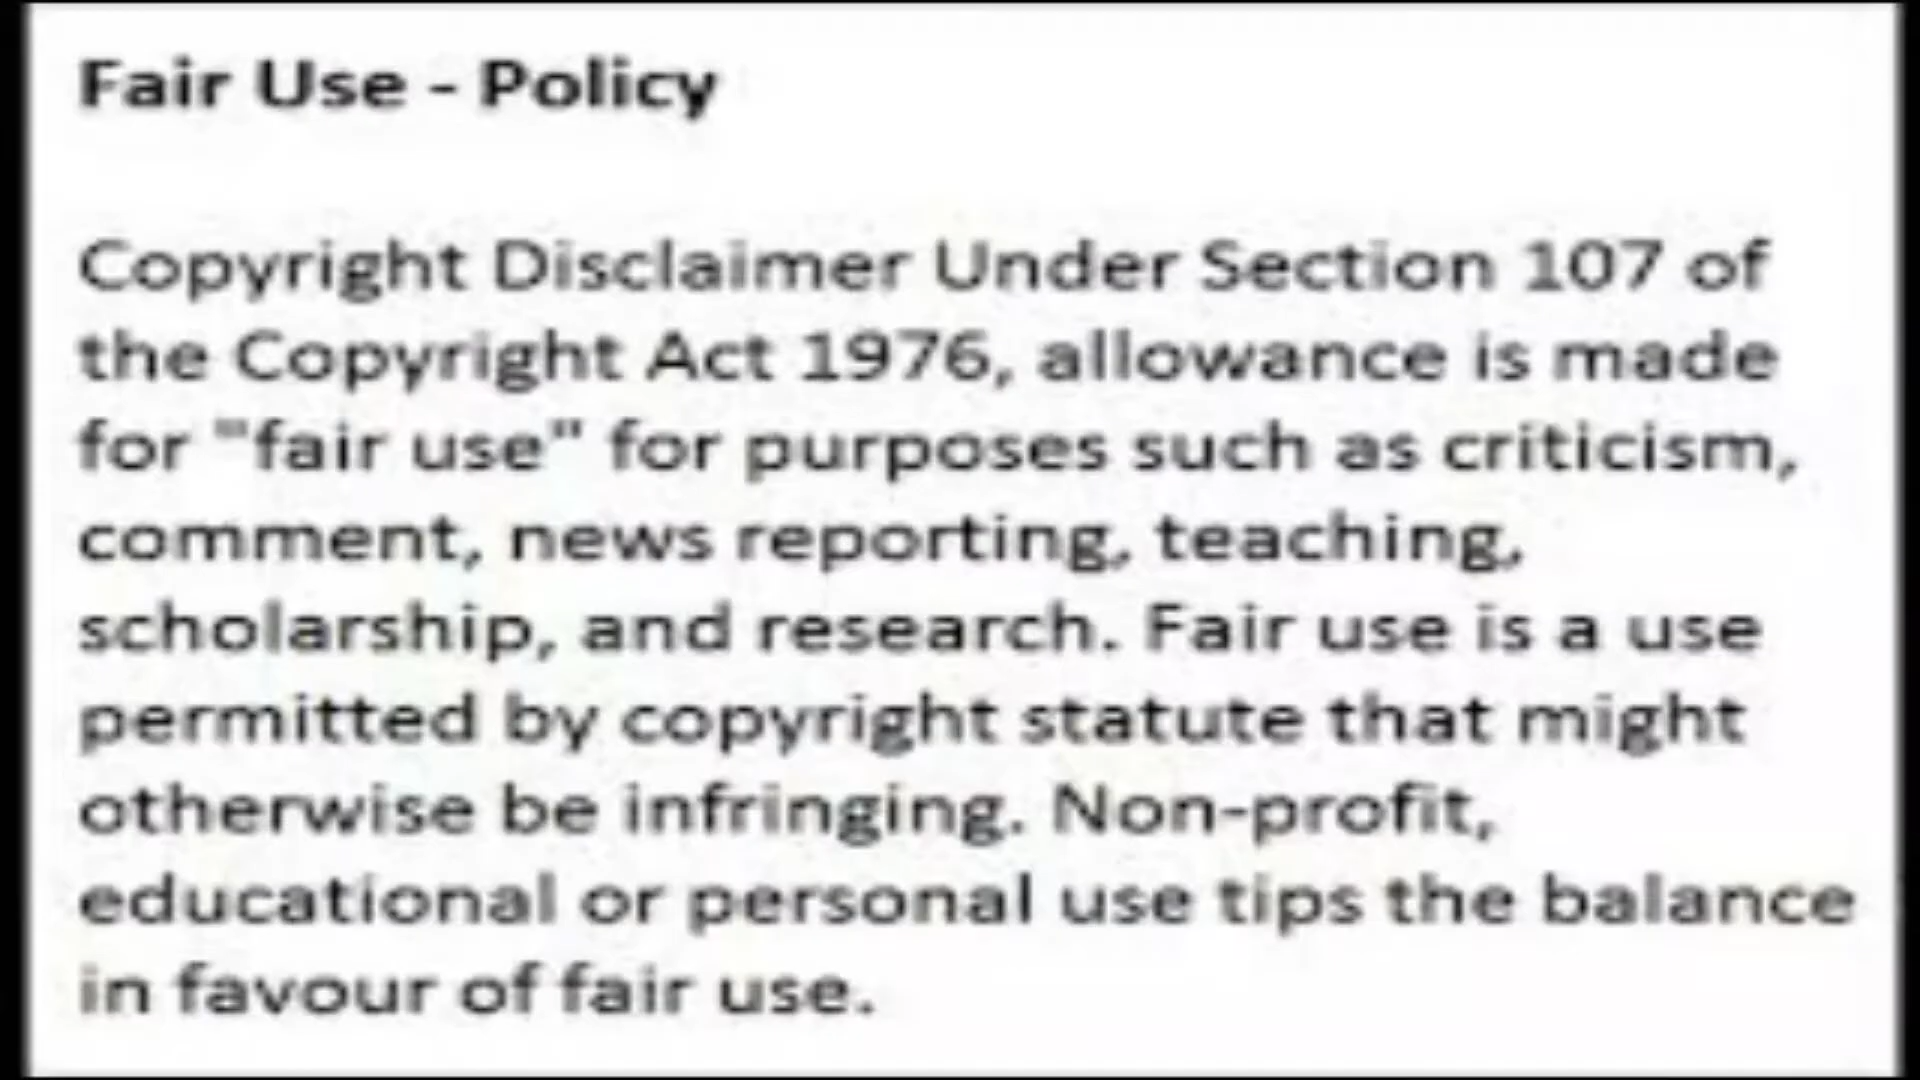 Fair Use - Policy
Copyright Disclaimer Under Section 107 of
the Copyright Act 1976, allowance is made
for "fair use" for purposes such as criticism,
comment, news reporting, teaching,
scholarship, and research. Fair use is a use
permitted by copyright statute that might
otherwise be infringing. Non-profit,
educational or personal use tips the balance
in favour of fair use.